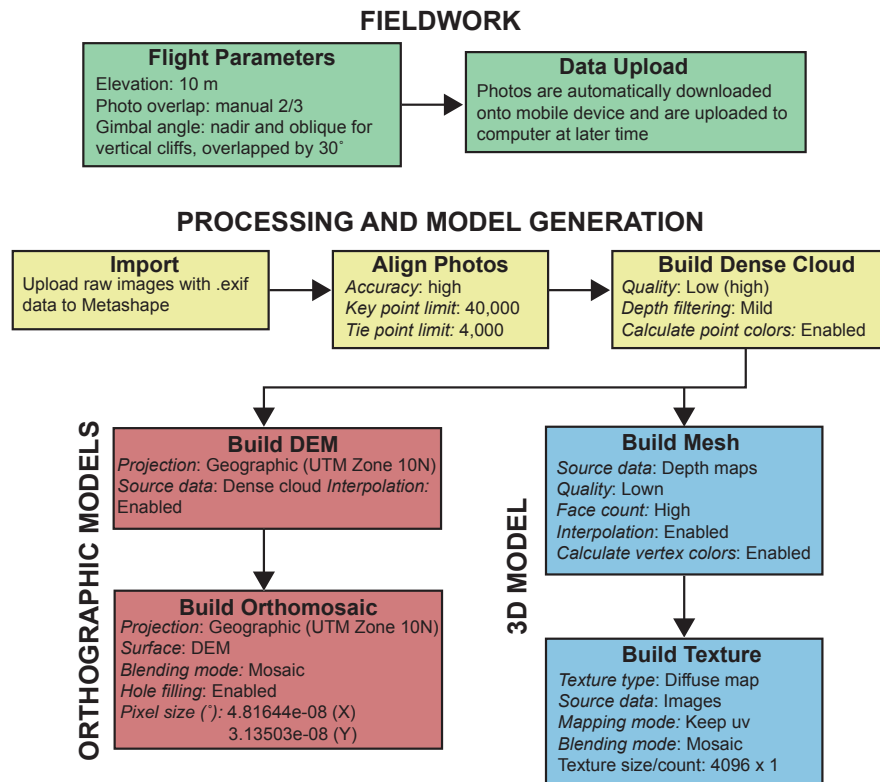 FIELDWORK
Flight Parameters
Elevation: 10 m
Photo overlap: manual 2/3
Gimbal angle: nadir and oblique for
vertical cliffs, overlapped by 30˚
Data Upload
Photos are automatically downloaded
onto mobile device and are uploaded to
computer at later time
PROCESSING AND MODEL GENERATION
Import
Upload raw images with .exif
data to Metashape
Align Photos
Accuracy: high
Key point limit: 40,000
Tie point limit: 4,000
Build Dense Cloud
Quality: Low (high)
Depth filtering: Mild
Calculate point colors: Enabled
ORTHOGRAPHIC MODELS
Build DEM
Projection: Geographic (UTM Zone 10N)
Source data: Dense cloud Interpolation:
Enabled
Build Orthomosaic
Projection: Geographic (UTM Zone 10N)
Surface: DEM
Blending mode: Mosaic
Hole filling: Enabled
Pixel size (˚): 4.81644e-08 (X)
3.13503e-08 (Y)
3D MODEL
Build Mesh
Source data: Depth maps
Quality: Lown
Face count: High
Interpolation: Enabled
Calculate vertex colors: Enabled
Build Texture
Texture type: Diffuse map
Source data: Images
Mapping mode: Keep uv
Blending mode: Mosaic
Texture size/count: 4096 x 1